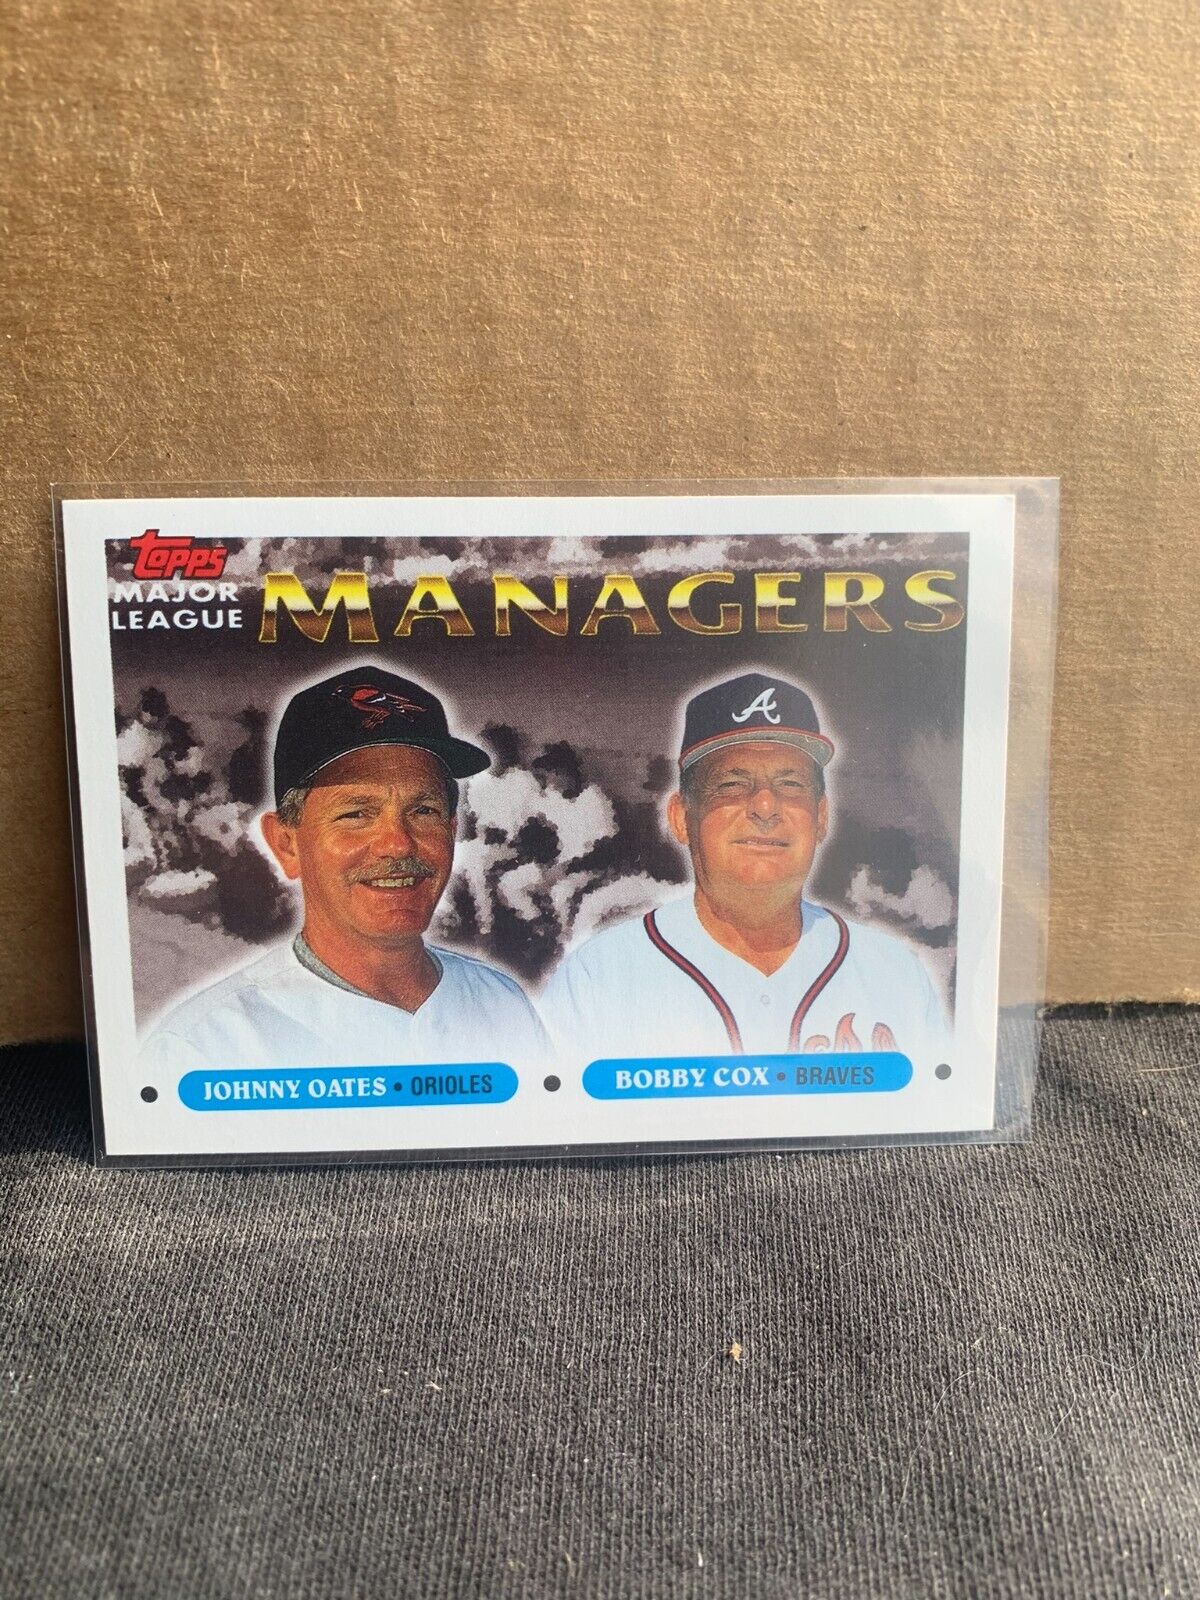 Topps
MAJOR LEAGUE
MANAGERS
A
JOHNNY OATES • ORIOLES
BOBBY COX • BRAVES